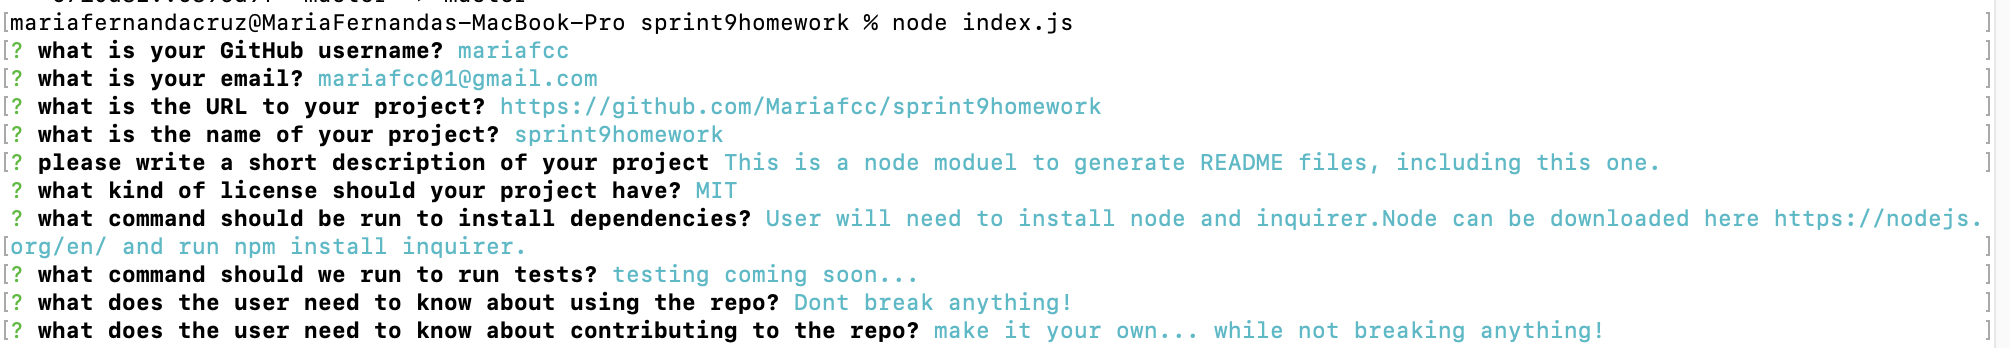 [mariafernandacruz@MariaFernandas-MacBook-Pro sprint9homework % node index.js ]
[? what is your GitHub username? mariafcc ]
[? what is your email? mariafcc01@gmail.com ]
[? what is the URL to your project? https://github.com/Mariafcc/sprint9homework ]
[? what is the name of your project? sprint9homework ]
[? please write a short description of your project This is a node moduel to generate README files, including this one. ]
? what kind of license should your project have? MIT
? what command should be run to install dependencies? User will need to install node and inquirer.Node can be downloaded here https://nodejs.
[org/en/ and run npm install inquirer. ]
[? what command should we run to run tests? testing coming soon... ]
[? what does the user need to know about using the repo? Dont break anything! ]
[? what does the user need to know about contributing to the repo? make it your own... while not breaking anything! ]